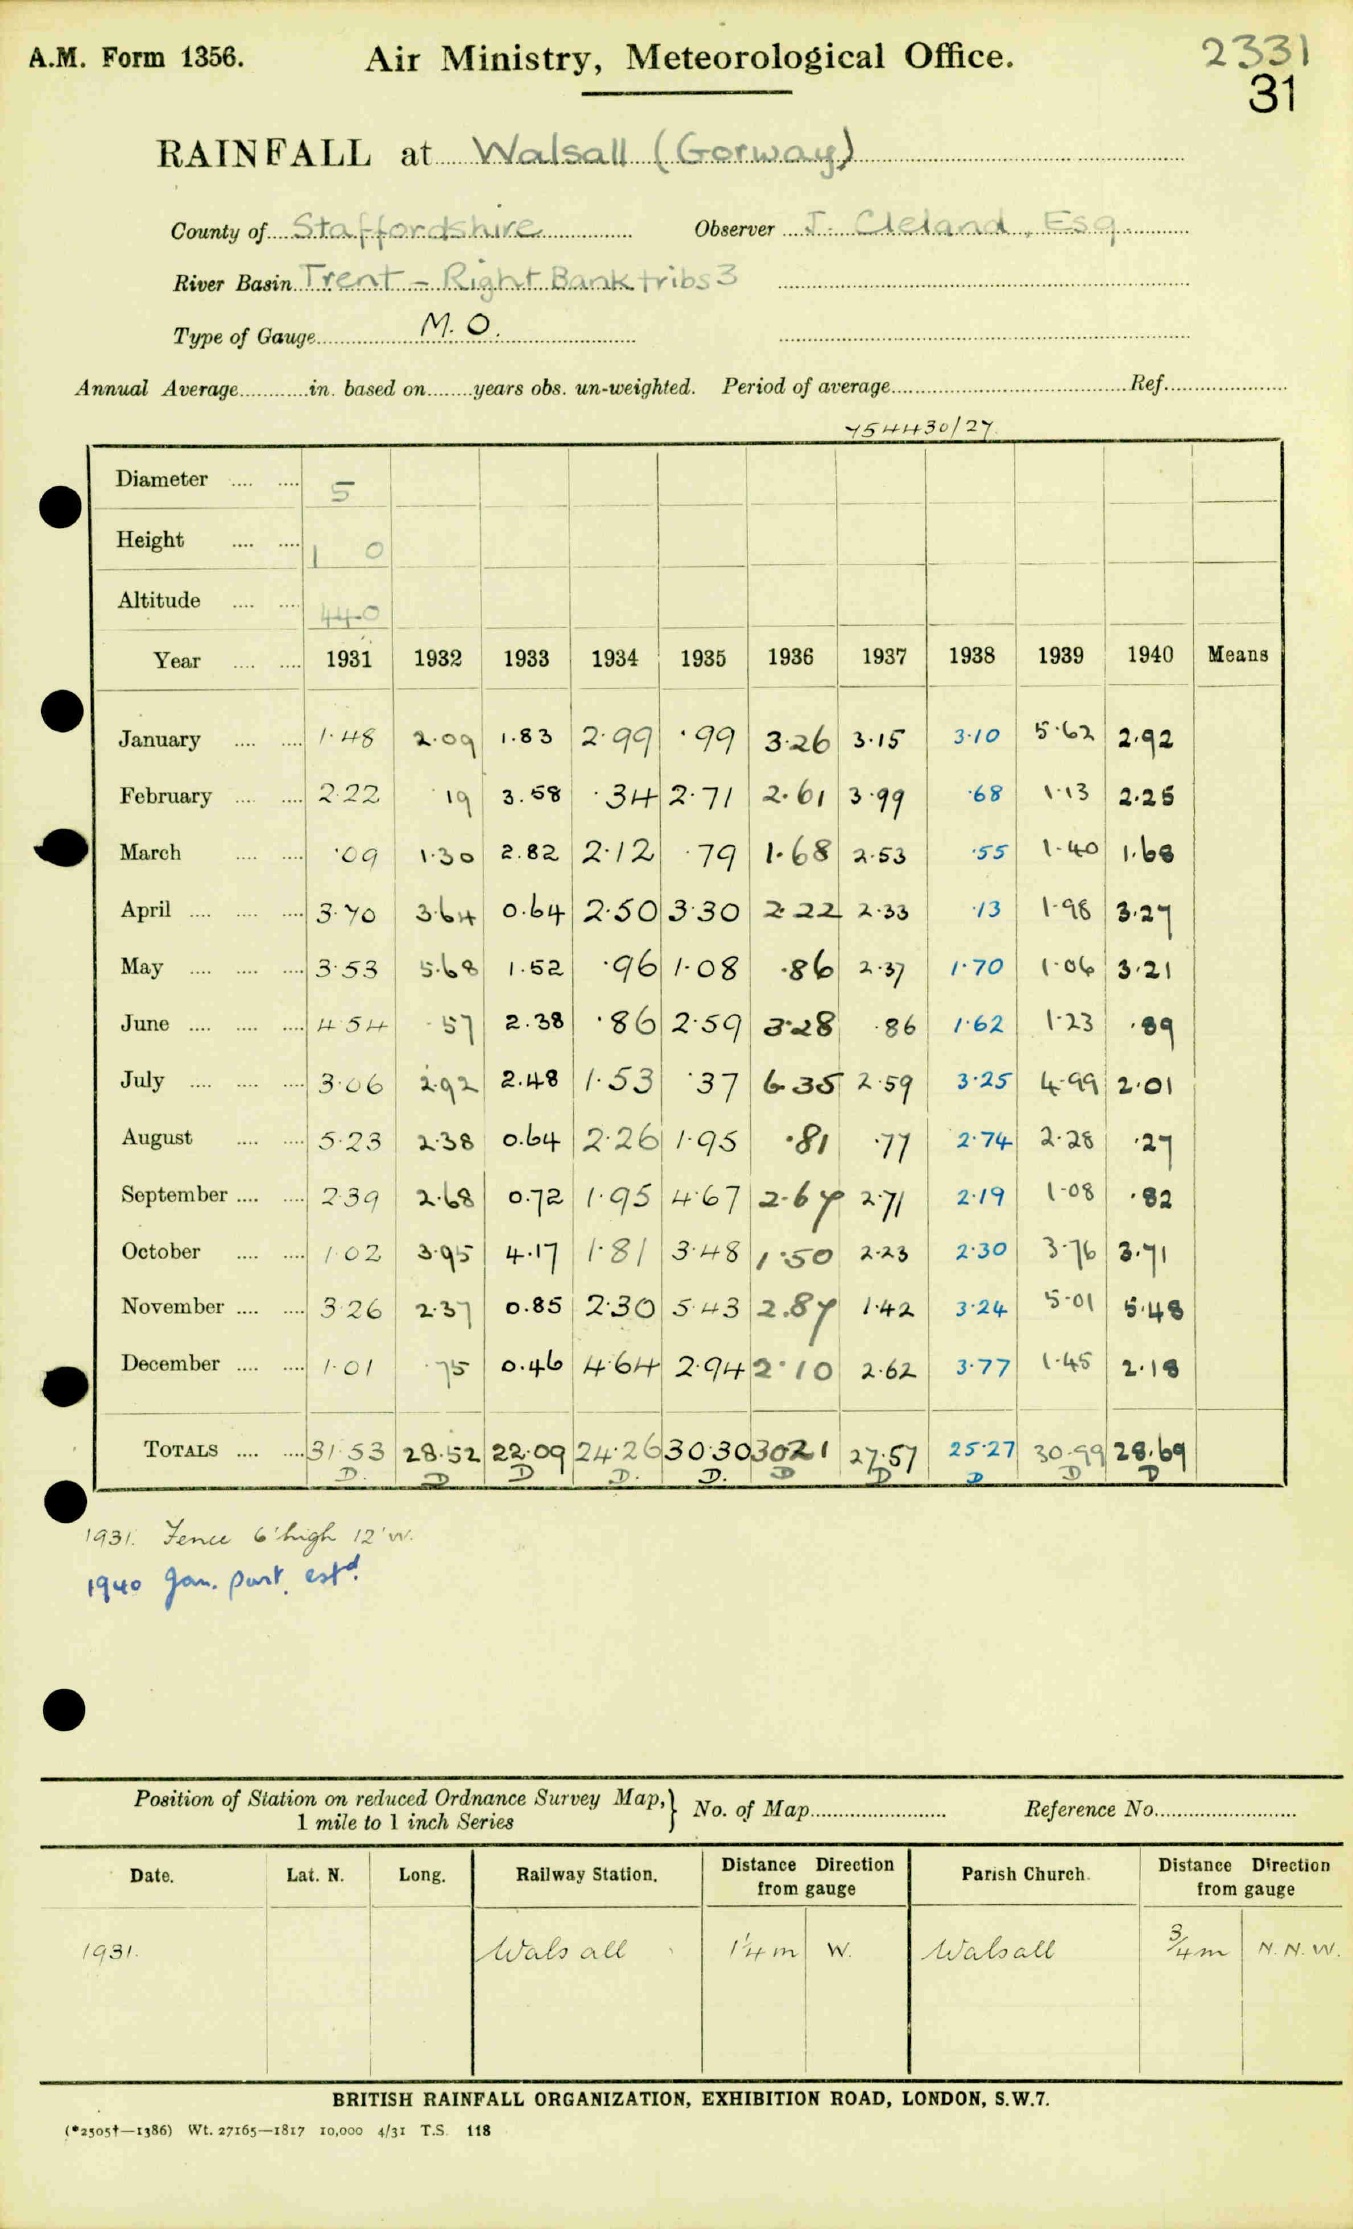 A.M. Form 1356. Air Ministry, Meteorological Office. 2331
31
RAINFALL at Walsall (Gorway)
County of Staffordshire Observer J. Cleland, Esq.
River Basin Trent - Right Bank tribs 3
Type of Gauge M.O.
Annual Average in. based on years obs. un-weighted. Period of average Ref.
754430/27
Diameter 5
Height 1 0
Altitude 440
Year 1931 1932 1933 1934 1935 1936 1937 1938 1939 1940 Means
January 1.48 2.09 1.83 2.99 .99 3.26 3.15 3.10 5.62 2.92
February 2.22 19 3.58 .34 2.71 2.61 3.99 .68 1.13 2.25
March .09 1.30 2.82 2.12 .79 1.68 2.53 .55 1.40 1.68
April 3.70 3.64 0.64 2.50 3.30 2.22 2.33 .13 1.98 3.27
May 3.53 5.68 1.52 .96 1.08 .86 2.37 1.70 1.06 3.21
June 4.54 .57 2.38 .86 2.59 3.28 .86 1.62 1.23 .89
July 3.06 2.92 2.48 1.53 .37 6.35 2.59 3.25 4.99 2.01
August 5.23 2.38 0.64 2.26 1.95 .81 .77 2.74 2.28 .27
September 2.39 2.68 0.72 1.95 4.67 2.67 2.71 2.19 1.08 .82
October 1.02 3.95 4.17 1.81 3.48 1.50 2.23 2.30 3.76 3.71
November 3.26 2.37 0.85 2.30 5.43 2.87 1.42 3.24 5.01 5.48
December 1.01 .75 0.46 4.64 2.94 2.10 2.62 3.77 1.45 2.18
TOTALS 31.53 28.52 22.09 24.26 30.30 30.21 27.57 25.27 30.99 28.69
D. D D D. D. D D D D D
1931. Fence 6' high 12' W.
1940 Jan. part. estd.
Position of Station on reduced Ordnance Survey Map, } No. of Map Reference No.
1 mile to 1 inch Series
Date. Lat. N. Long. Railway Station. Distance Direction from gauge Parish Church. Distance Direction from gauge
1931. Walsall 1¼ m W. Walsall ¾ m N.N.W.
BRITISH RAINFALL ORGANIZATION, EXHIBITION ROAD, LONDON, S.W.7.
(*2505†—1386) Wt. 27165—1817 10,000 4/31 T.S. 118